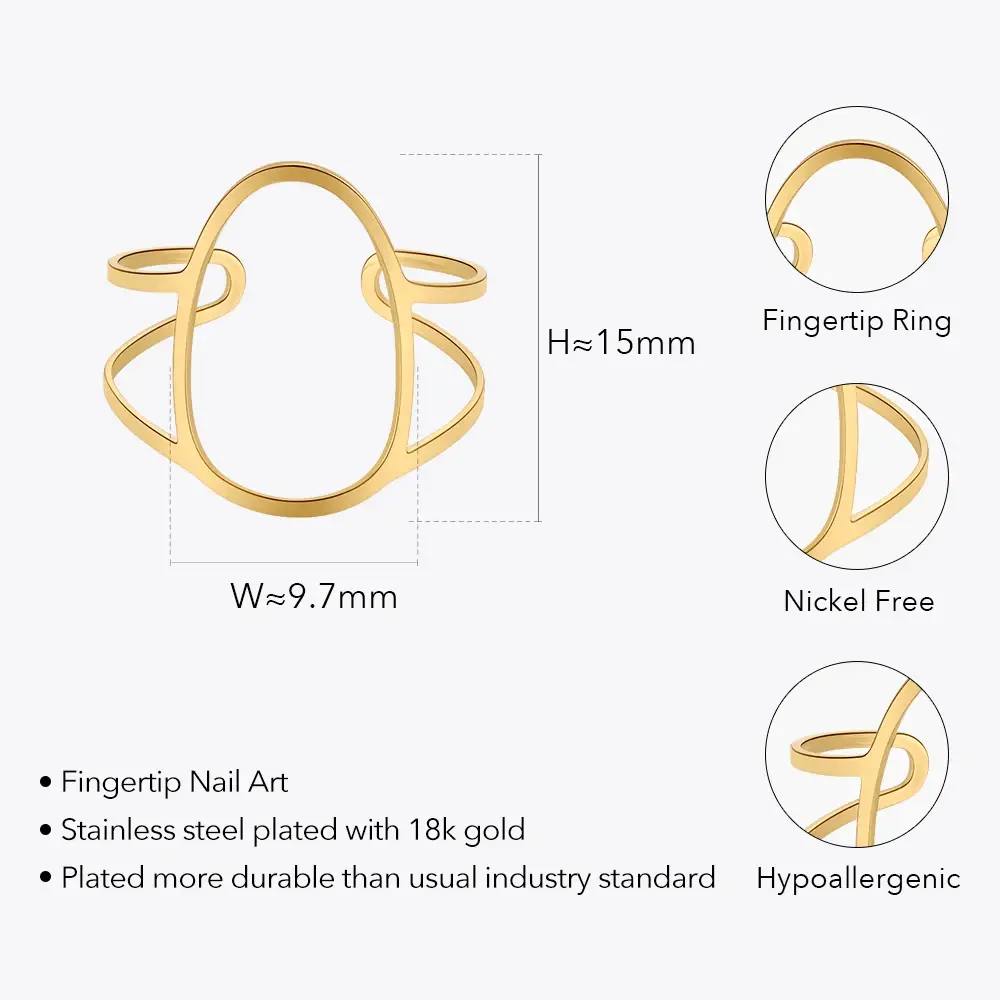 H≈15mm
W≈9.7mm
Fingertip Ring
Nickel Free
Hypoallergenic
• Fingertip Nail Art
• Stainless steel plated with 18k gold
• Plated more durable than usual industry standard